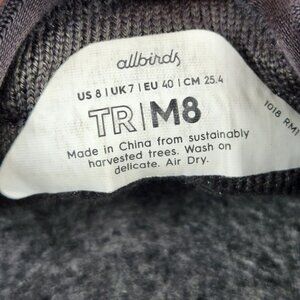 allbirds
US 8 | UK 7 | EU 40 | CM 25.4
TR|M8
Made in China from sustainably
harvested trees. Wash on
delicate. Air Dry.
1018 RM